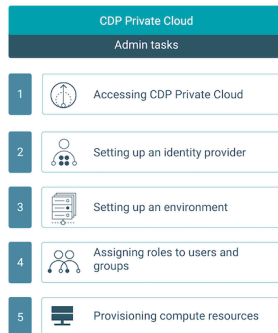 CDP Private Cloud
Admin tasks
1
Accessing CDP Private Cloud
2
Setting up an identity provider
3
Setting up an environment
4
Assigning roles to users and
groups
5
Provisioning compute resources